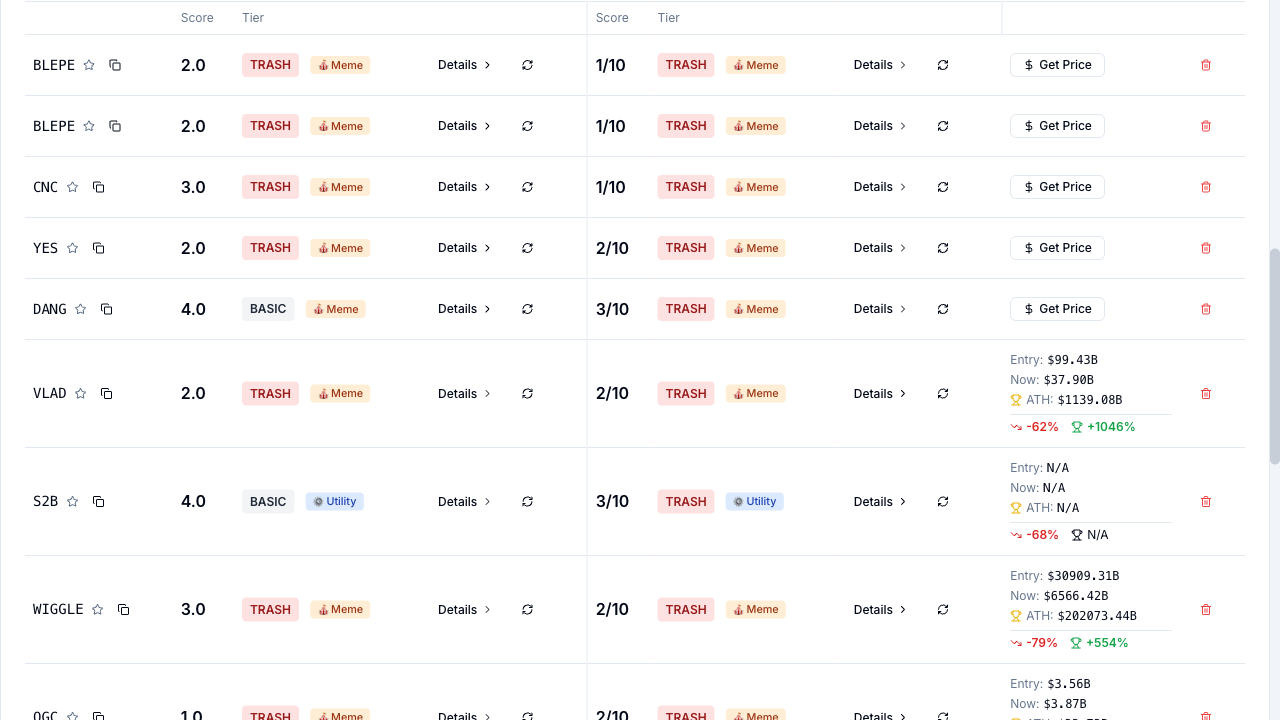 Score Tier Score Tier
BLEPE 2.0 TRASH Meme Details 1/10 TRASH Meme Details $ Get Price
BLEPE 2.0 TRASH Meme Details 1/10 TRASH Meme Details $ Get Price
CNC 3.0 TRASH Meme Details 1/10 TRASH Meme Details $ Get Price
YES 2.0 TRASH Meme Details 2/10 TRASH Meme Details $ Get Price
DANG 4.0 BASIC Meme Details 3/10 TRASH Meme Details $ Get Price
VLAD 2.0 TRASH Meme Details 2/10 TRASH Meme Details
Entry: $99.43B
Now: $37.90B
ATH: $1139.08B
-62% +1046%
S2B 4.0 BASIC Utility Details 3/10 TRASH Utility Details
Entry: N/A
Now: N/A
ATH: N/A
-68% N/A
WIGGLE 3.0 TRASH Meme Details 2/10 TRASH Meme Details
Entry: $30909.31B
Now: $6566.42B
ATH: $202073.44B
-79% +554%
OGC 1.0 TRASH Meme Details 2/10 TRASH Meme Details
Entry: $3.56B
Now: $3.87B